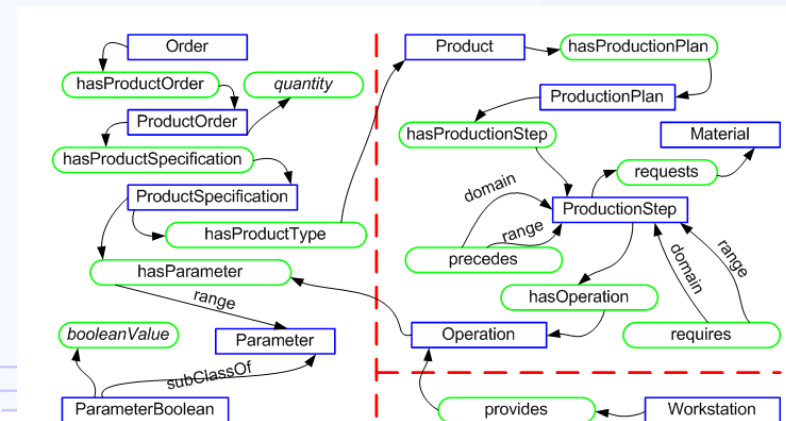 Order
hasProductOrder
quantity
ProductOrder
hasProductSpecification
ProductSpecification
hasProductType
hasParameter
range
booleanValue
Parameter
subClassOf
ParameterBoolean
Product
hasProductionPlan
ProductionPlan
hasProductionStep
Material
requests
domain
ProductionStep
range
precedes
domain
range
hasOperation
Operation
requires
provides
Workstation